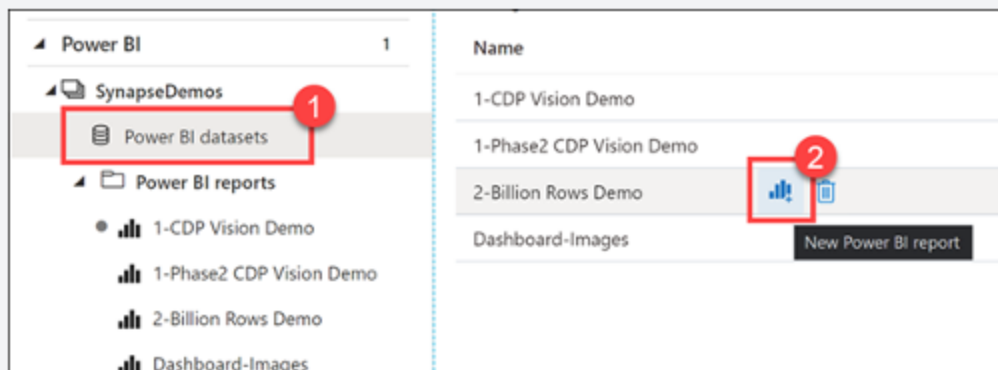 Power BI 1
SynapseDemos
1
Power BI datasets
Power BI reports
1-CDP Vision Demo
1-Phase2 CDP Vision Demo
2-Billion Rows Demo
Dashboard-Images
Name
1-CDP Vision Demo
1-Phase2 CDP Vision Demo
2
2-Billion Rows Demo
Dashboard-Images
New Power BI report